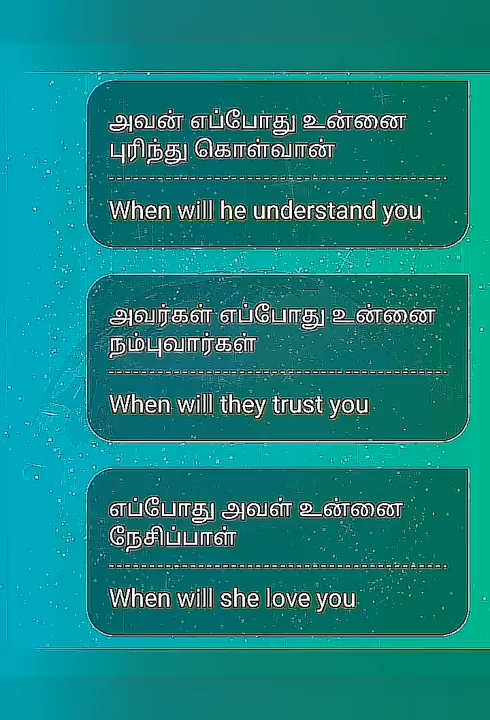 அவன் எப்போது உன்னை
புரிந்து கொள்வான்
When will he understand you
அவர்கள் எப்போது உன்னை
நம்புவார்கள்
When will they trust you
எப்போது அவள் உன்னை
நேசிப்பாள்
When will she love you